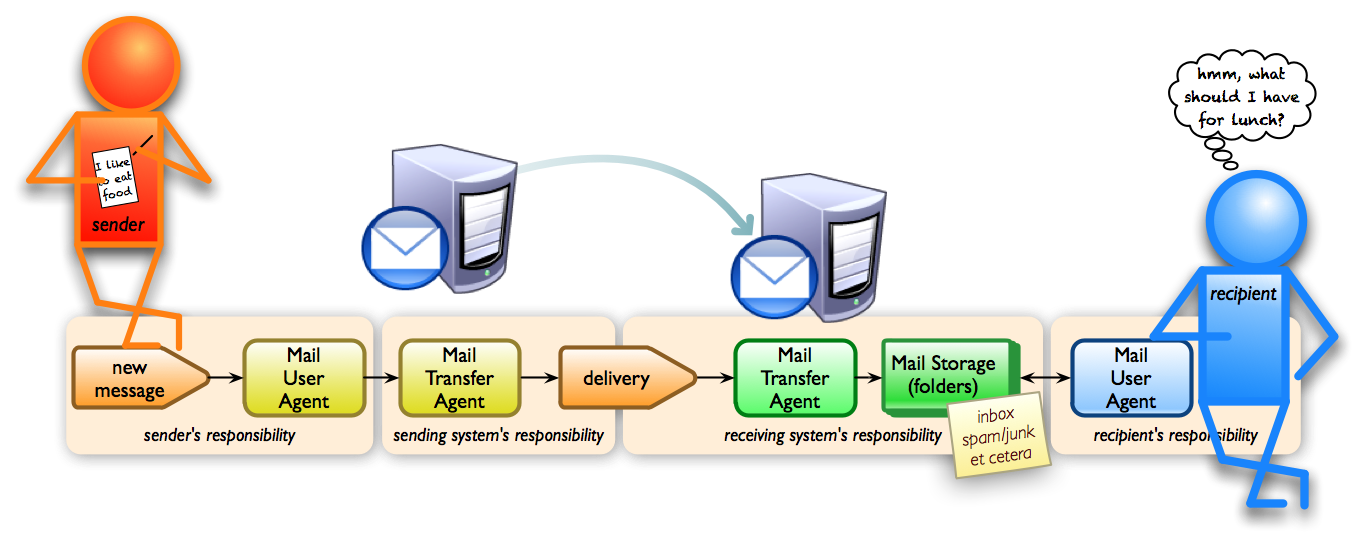 I like
to eat
food
sender
hmm, what
should I have
for lunch?
recipient
new
message
Mail
User
Agent
Mail
Transfer
Agent
delivery
Mail
Transfer
Agent
Mail Storage
(folders)
Mail
User
Agent
inbox
spam/junk
et cetera
sender's responsibility
sending system's responsibility
receiving system's responsibility
recipient's responsibility